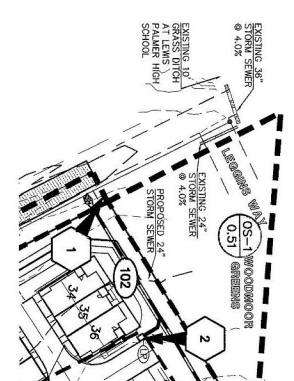 EXISTING 36"
STORM SEWER
@ 4.0%
EXISTING 10'
GRASS DITCH
AT LEWIS
PALMER HIGH
SCHOOL
LEGGINS WAY
EXISTING 24"
STORM SEWER
@ 4.0%
PROPOSED 24"
STORM SEWER
OS-1
0.51
WOODMOOR
GREENS
1
102
2
34
35
36